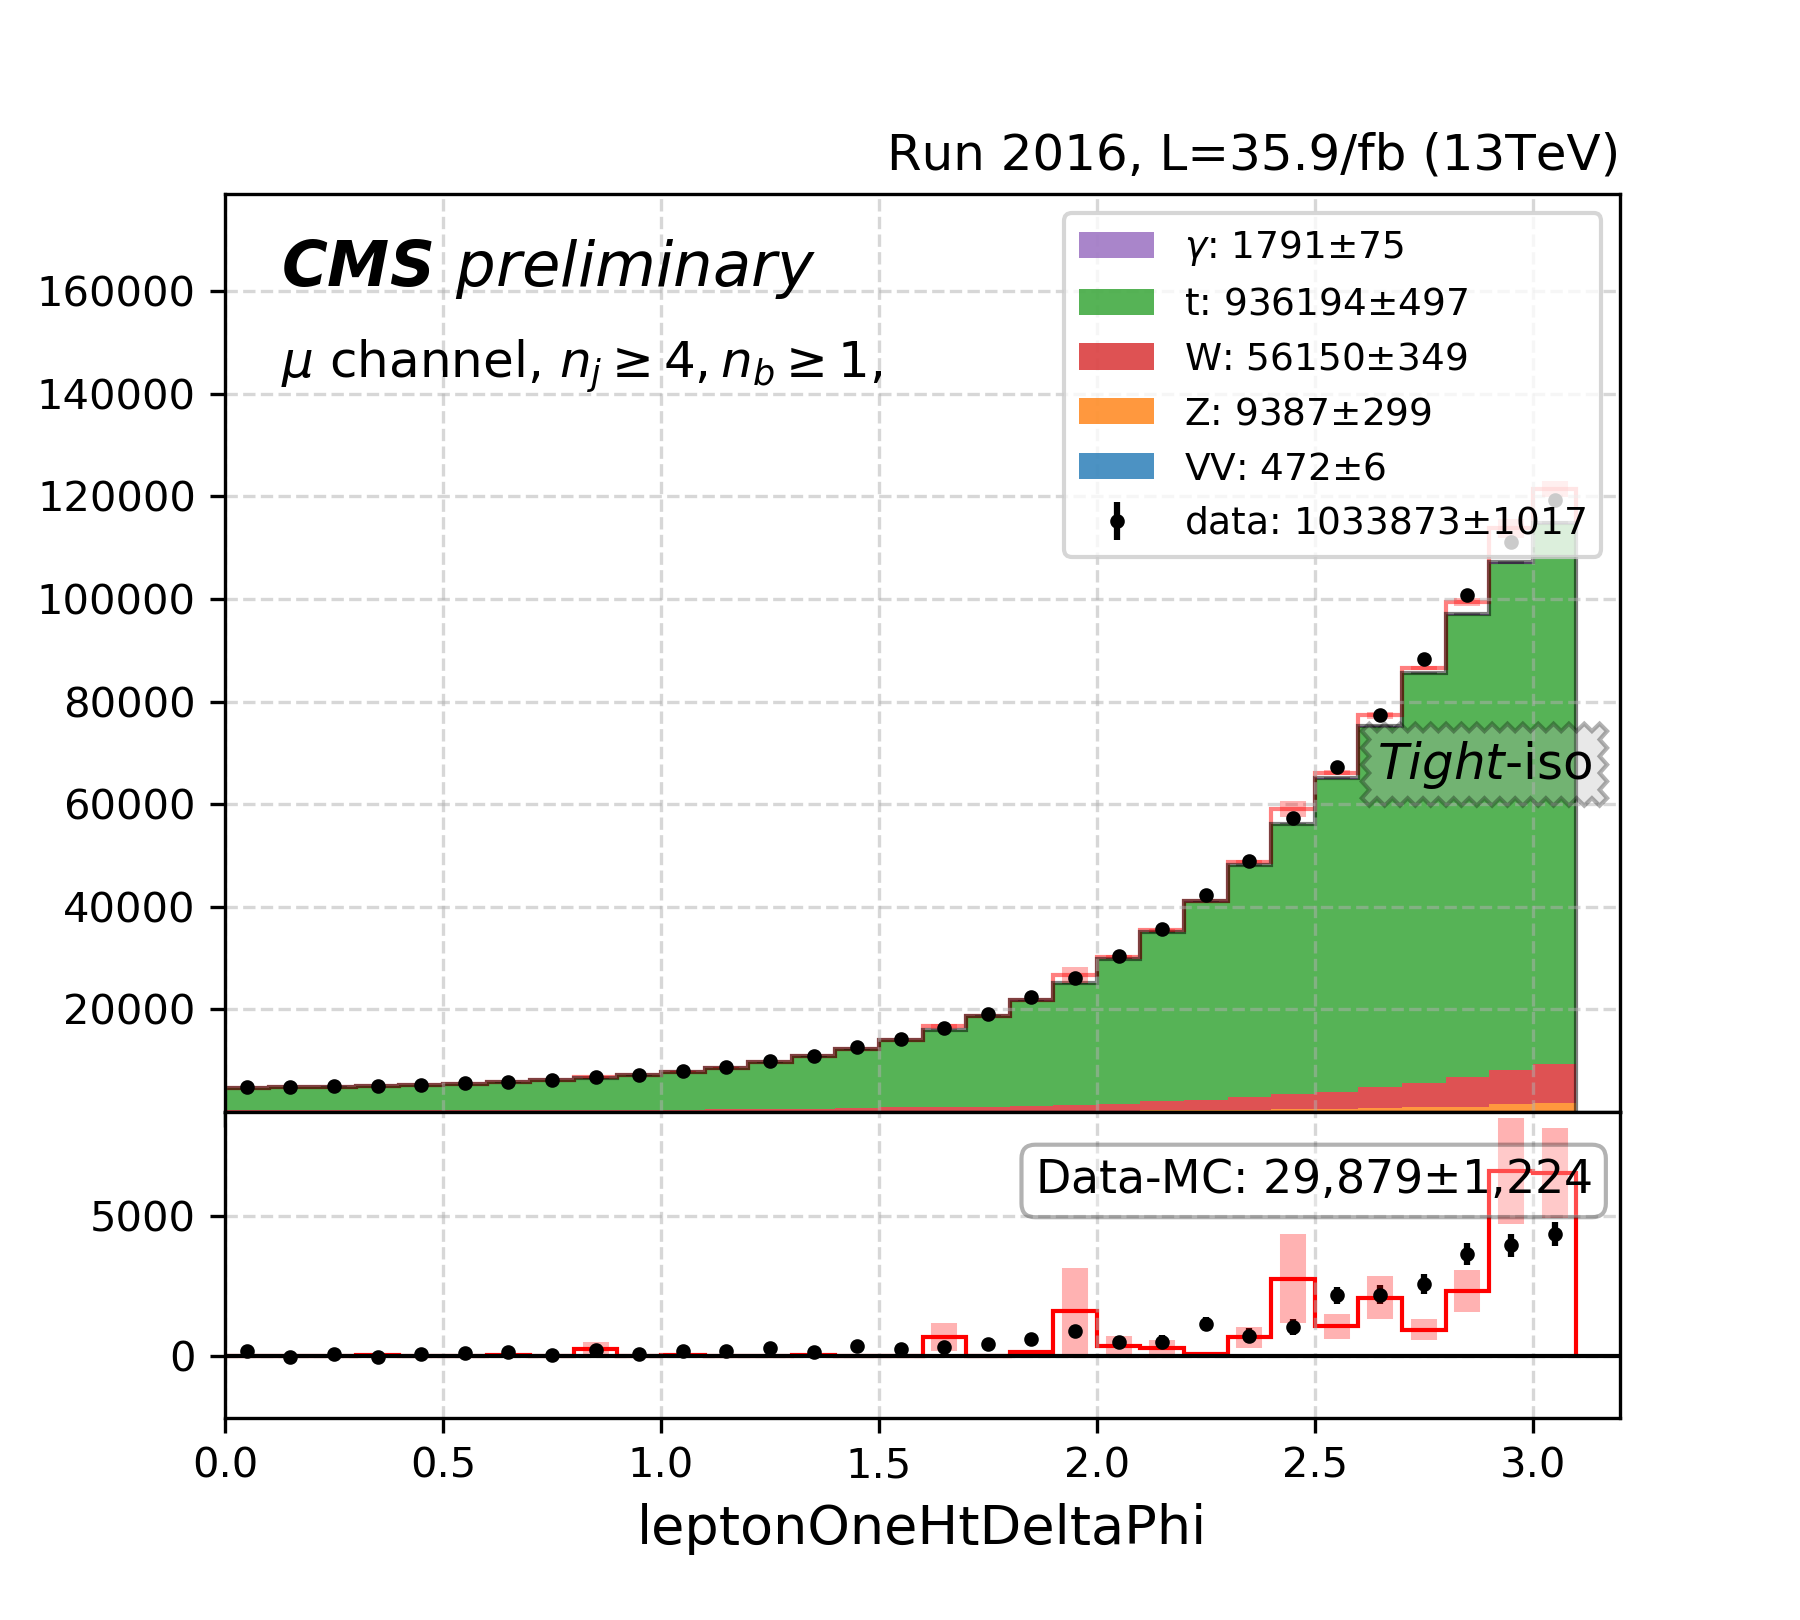 Run 2016, L=35.9/fb (13TeV)
CMS preliminary
μ channel, n_j ≥ 4, n_b ≥ 1,
γ: 1791±75
t: 936194±497
W: 56150±349
Z: 9387±299
VV: 472±6
data: 1033873±1017
160000
140000
120000
100000
80000
60000
40000
20000
Tight-iso
Data-MC: 29,879±1,224
5000
0
0.0 0.5 1.0 1.5 2.0 2.5 3.0
leptonOneHtDeltaPhi